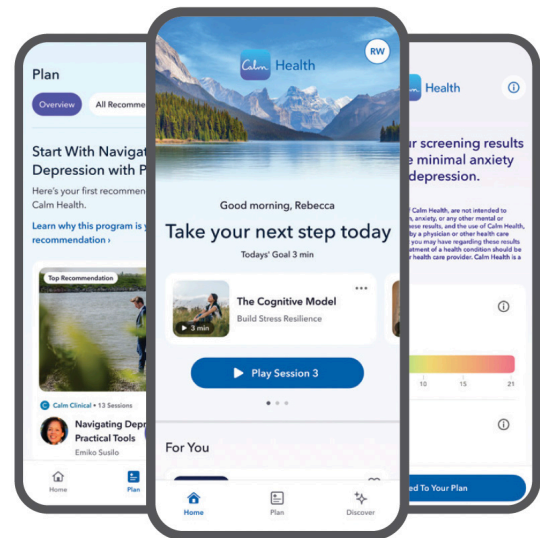 Plan
Overview
All Recomme
Start With Navigat
Depression with P
Here's your first recommen
Calm Health.
Learn why this program is y
recommendation ›
Top Recommendation
Calm Clinical • 13 Sessions
Navigating Depr
Practical Tools
Emiko Susilo
Home
Plan
Calm Health
RW
Good morning, Rebecca
Take your next step today
Todays' Goal 3 min
3 min
The Cognitive Model
Build Stress Resilience
Play Session 3
For You
Home
Plan
Discover
Health
r screening results
e minimal anxiety
depression.
f Calm Health, are not intended to
n, anxiety, or any other mental or
hese results, and the use of Calm Health,
by a physician or other health care
you may have regarding these results
atment of a health condition should be
r health care provider. Calm Health is a
10
15
21
ed To Your Plan